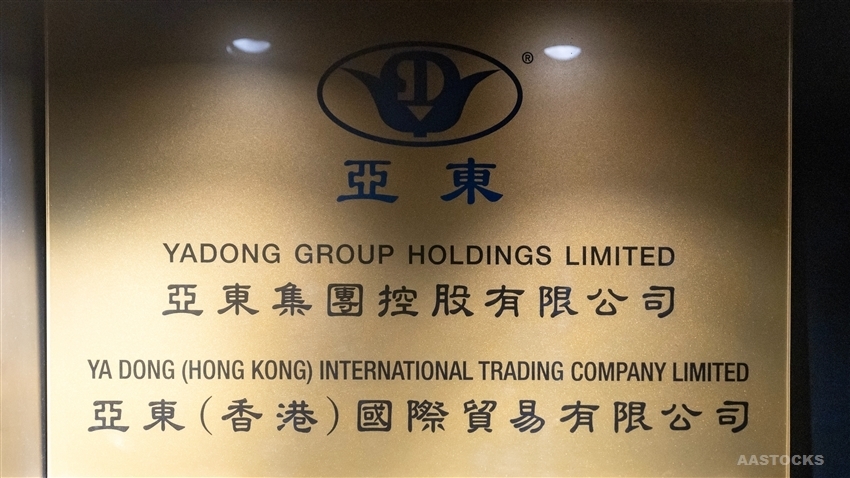 ®
亞東
YADONG GROUP HOLDINGS LIMITED
亞東集團控股有限公司
YA DONG (HONG KONG) INTERNATIONAL TRADING COMPANY LIMITED
亞東(香港)國際貿易有限公司
AASTOCKS